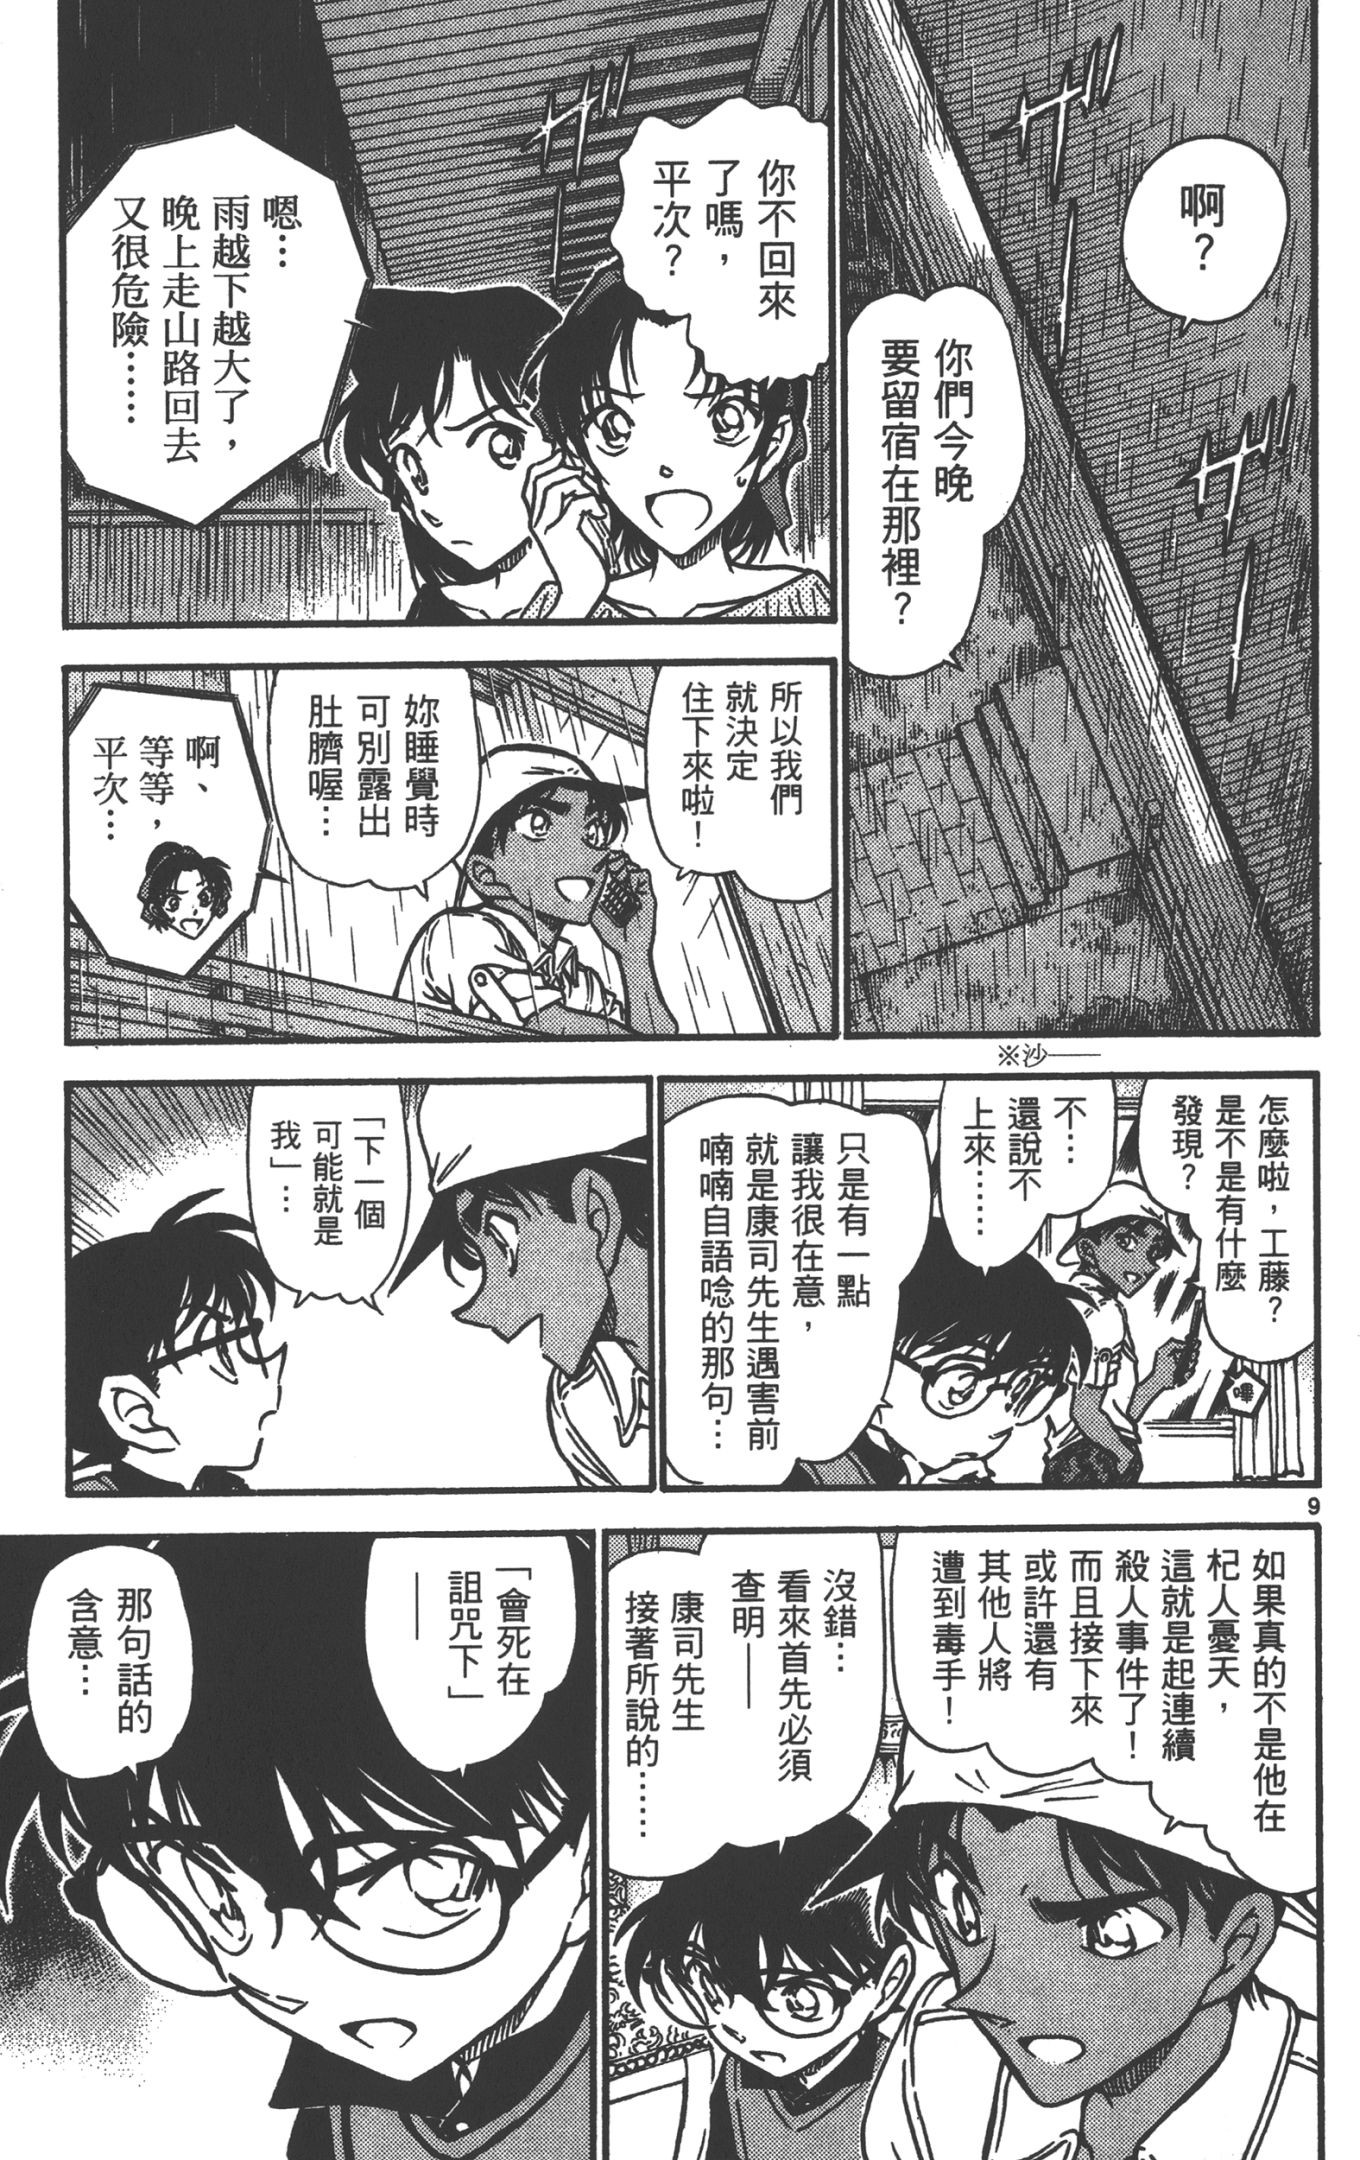 啊？
你們今晚
要留宿在那裡？
你不回來
了嗎，
平次？
嗯…
雨越下越大了，
晚上走山路回去
又很危險……
ザ
ザ
ザ
※沙——
所以我們
就決定
住下來啦！
妳睡覺時
可別露出
肚臍喔…
啊、
等等，
平次…
怎麼啦，工藤？
是不是有什麼
發現？
嗶
不…
還說不
上來……
只是有一點
讓我很在意，
就是康司先生遇害前
喃喃自語唸的那句…
「下一個
可能就是
我」…
9
如果真的不是他在
杞人憂天，
這就是起連續
殺人事件了！
而且接下來
或許還有
其他人將
遭到毒手！
沒錯…
看來首先必須
查明——
康司先生
接著所說的……
「會死在
詛咒下」
——
那句話的
含意…